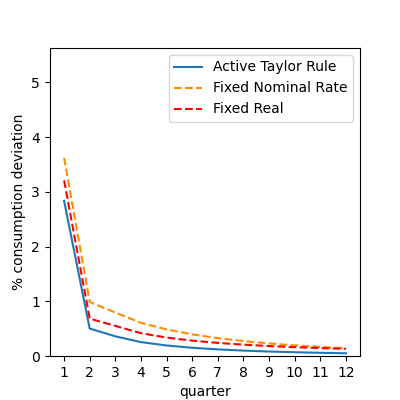 % consumption deviation
5
4
3
2
1
0
Active Taylor Rule
Fixed Nominal Rate
Fixed Real
1 2 3 4 5 6 7 8 9 10 11 12
quarter